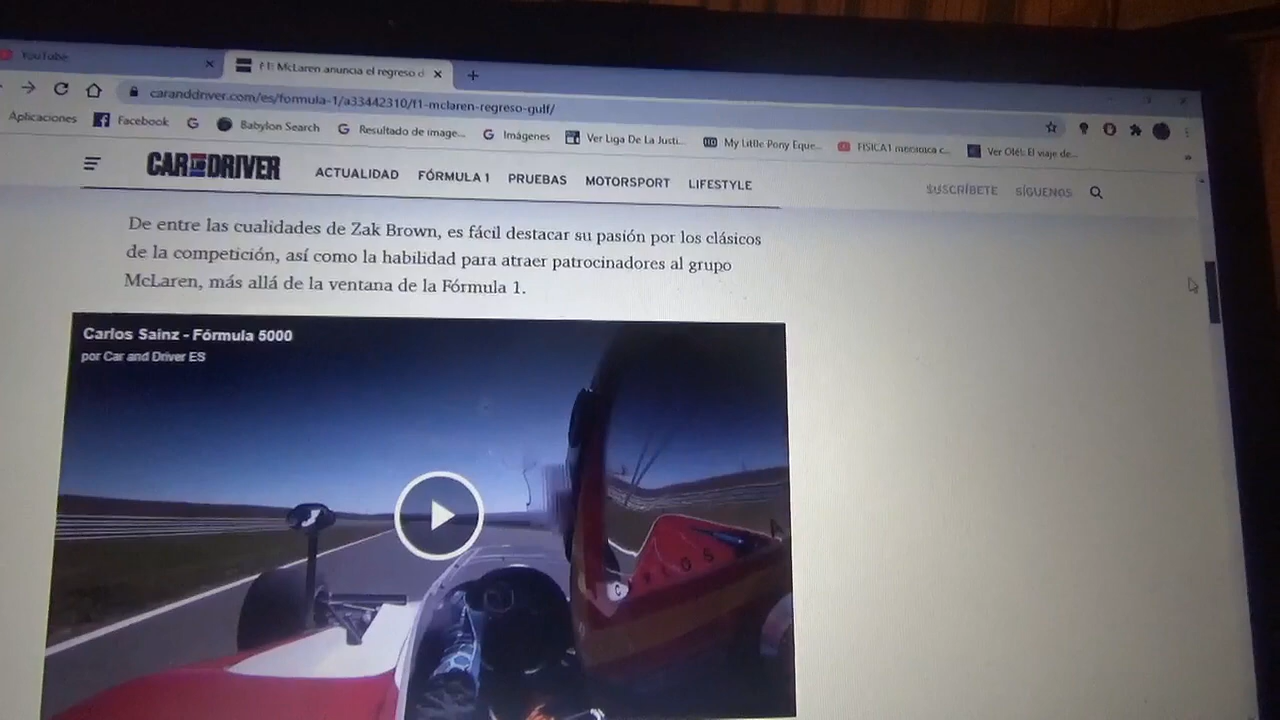 YouTube
F1: McLaren anuncia el regreso d
caranddriver.com/es/formula-1/a33442310/f1-mclaren-regreso-gulf/
Aplicaciones Facebook Babylon Search Resultado de image... Imágenes Ver Liga De La Justi... My Little Pony Eque... FISICA1 mecanica c... Ver Olé!: El viaje de...
CAR AND DRIVER ACTUALIDAD FÓRMULA 1 PRUEBAS MOTORSPORT LIFESTYLE SUSCRÍBETE SÍGUENOS
De entre las cualidades de Zak Brown, es fácil destacar su pasión por los clásicos
de la competición, así como la habilidad para atraer patrocinadores al grupo
McLaren, más allá de la ventana de la Fórmula 1.
Carlos Sainz - Fórmula 5000
por Car and Driver ES